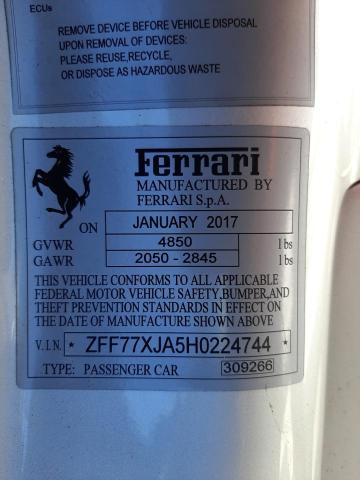 ECUs
REMOVE DEVICE BEFORE VEHICLE DISPOSAL
UPON REMOVAL OF DEVICES:
PLEASE REUSE,RECYCLE,
OR DISPOSE AS HAZARDOUS WASTE
Ferrari
MANUFACTURED BY
FERRARI S.p.A.
ON JANUARY 2017
GVWR 4850 lbs
GAWR 2050 - 2845 lbs
THIS VEHICLE CONFORMS TO ALL APPLICABLE
FEDERAL MOTOR VEHICLE SAFETY,BUMPER,AND
THEFT PREVENTION STANDARDS IN EFFECT ON
THE DATE OF MANUFACTURE SHOWN ABOVE
V.I.N. * ZFF77XJA5H0224744 *
TYPE: PASSENGER CAR 309266